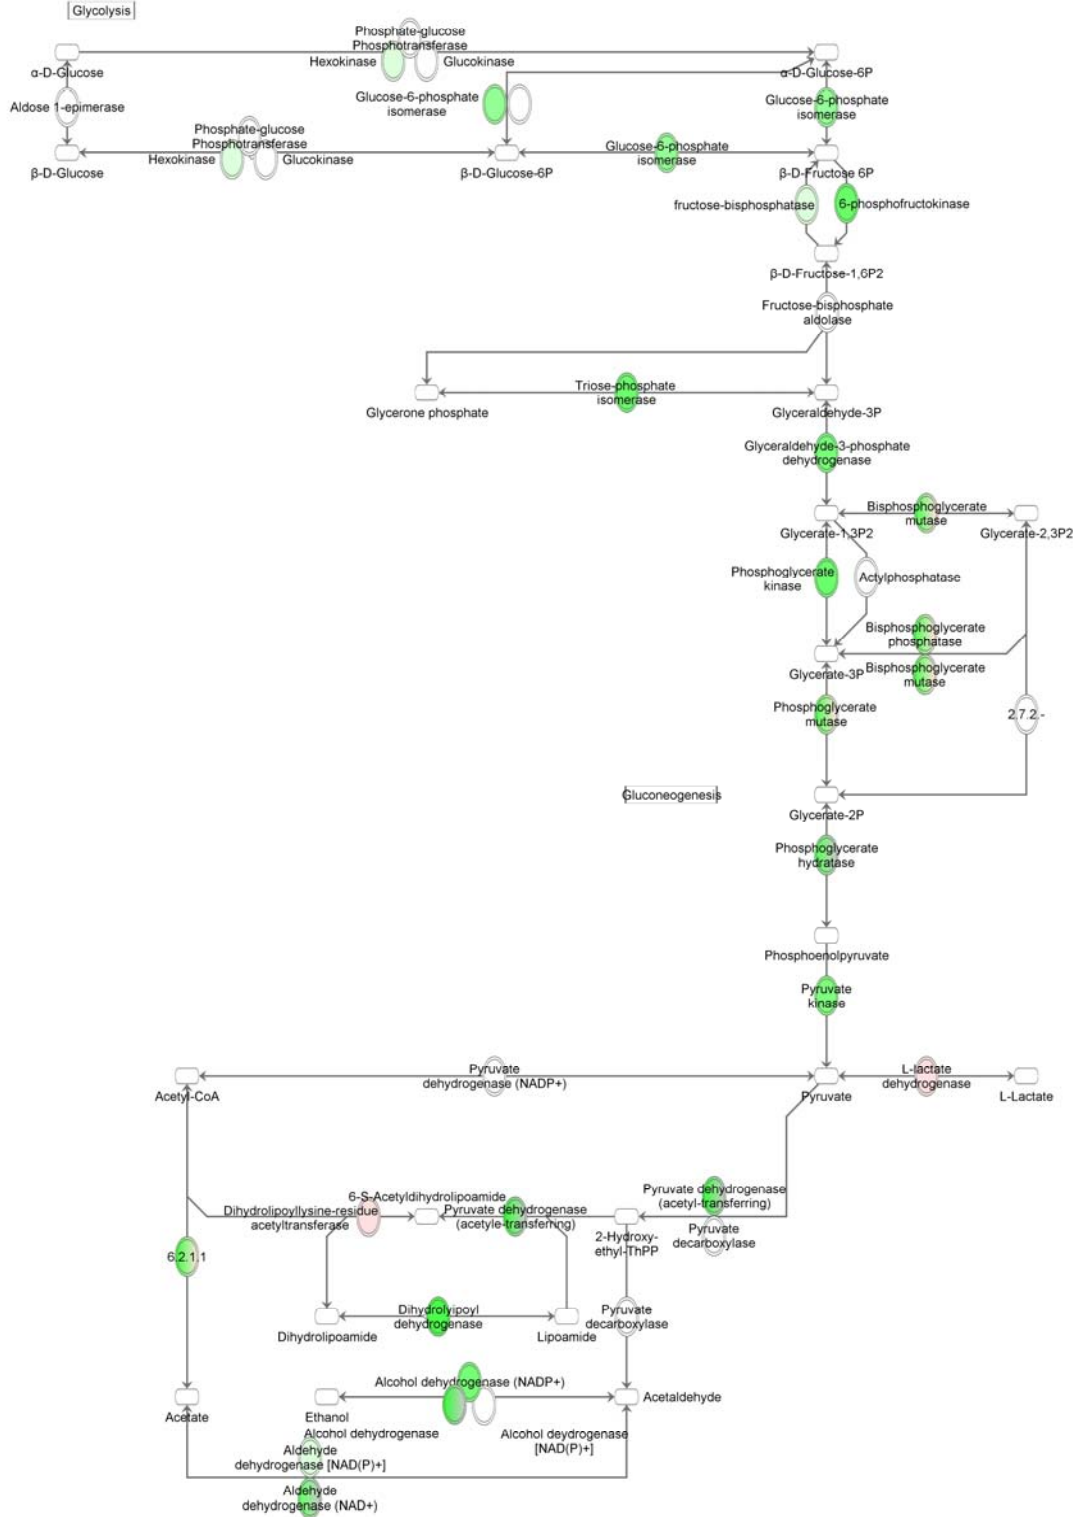 Glycolysis
Phosphate-glucose
Phosphotransferase
Hexokinase
Glucokinase
α-D-Glucose
α-D-Glucose-6P
Aldose 1-epimerase
Glucose-6-phosphate
isomerase
Glucose-6-phosphate
isomerase
Phosphate-glucose
Phosphotransferase
Hexokinase
Glucokinase
Glucose-6-phosphate
isomerase
β-D-Glucose
β-D-Glucose-6P
β-D-Fructose 6P
fructose-bisphosphatase
6-phosphofructokinase
β-D-Fructose-1,6P2
Fructose-bisphosphate
aldolase
Triose-phosphate
isomerase
Glycerone phosphate
Glyceraldehyde-3P
Glyceraldehyde-3-phosphate
dehydrogenase
Bisphosphoglycerate
mutase
Glycerate-1,3P2
Glycerate-2,3P2
Phosphoglycerate
kinase
Actylphosphatase
Bisphosphoglycerate
phosphatase
Glycerate-3P
Bisphosphoglycerate
mutase
Phosphoglycerate
mutase
2.7.2.-
Gluconeogenesis
Glycerate-2P
Phosphoglycerate
hydratase
Phosphoenolpyruvate
Pyruvate
kinase
Pyruvate
dehydrogenase (NADP+)
L-lactate
dehydrogenase
Acetyl-CoA
Pyruvate
L-Lactate
Pyruvate dehydrogenase
(acetyl-transferring)
6-S-Acetyldihydrolipoamide
Dihydrolipoyllysine-residue
acetyltransferase
Pyruvate dehydrogenase
(acetyle-transferring)
Pyruvate
decarboxylase
2-Hydroxy-
ethyl-ThPP
6.2.1.1
Dihydrolyipoyl
dehydrogenase
Pyruvate
decarboxylase
Dihydrolipoamide
Lipoamide
Alcohol dehydrogenase (NADP+)
Acetaldehyde
Acetate
Ethanol
Alcohol dehydrogenase
Alcohol deydrogenase
[NAD(P)+]
Aldehyde
dehydrogenase [NAD(P)+]
Aldehyde
dehydrogenase (NAD+)